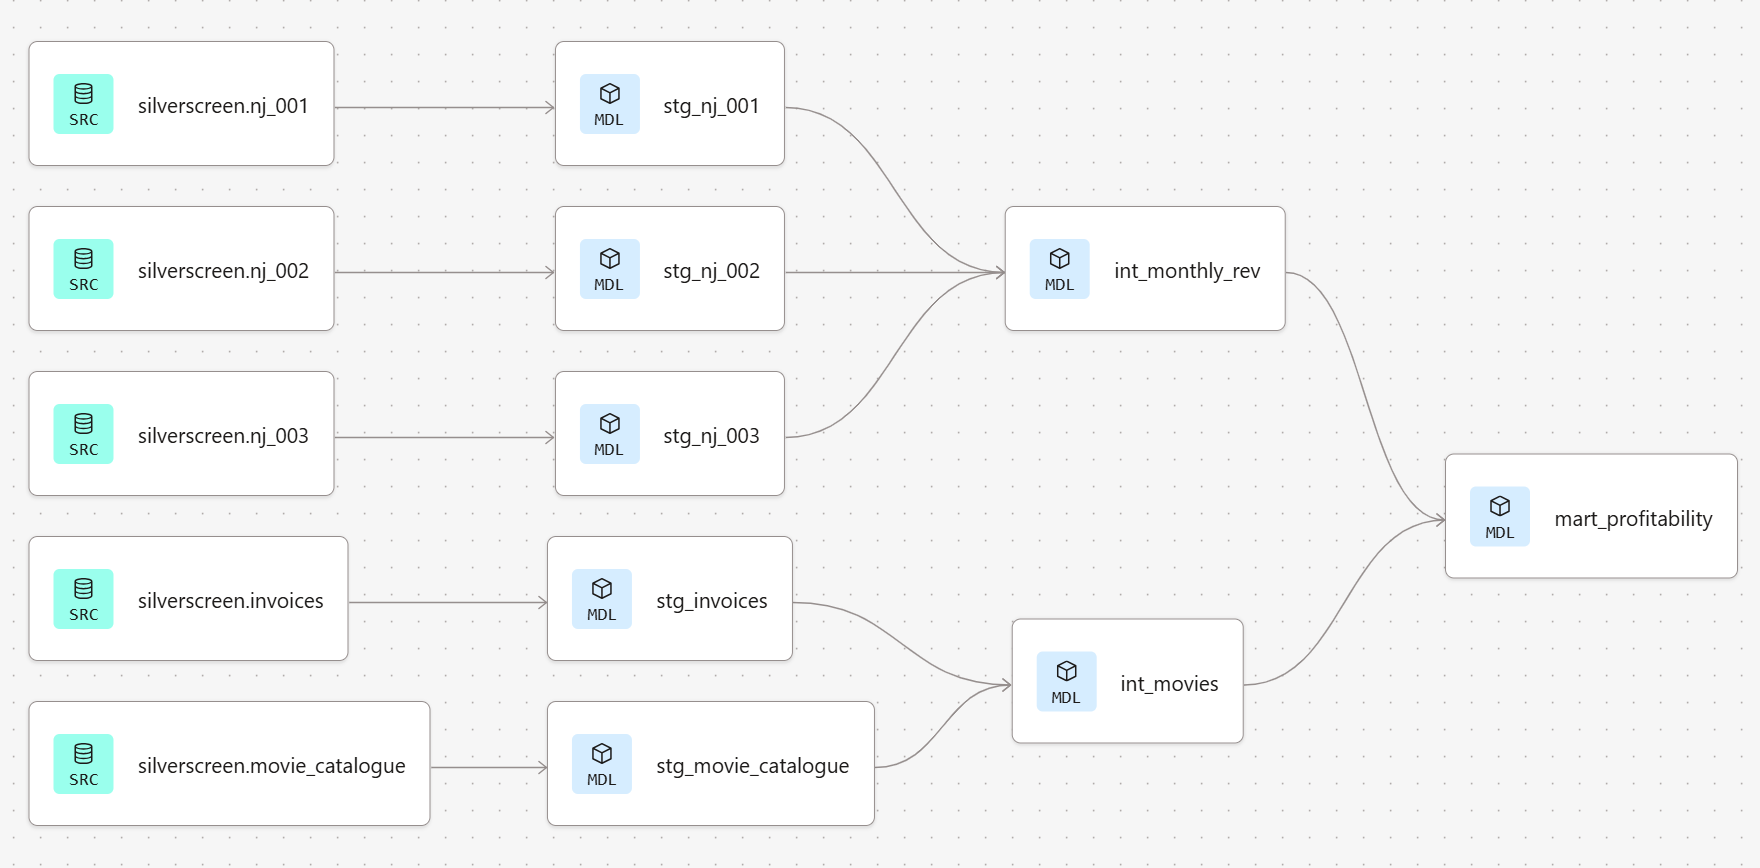 SRC
silverscreen.nj_001
MDL
stg_nj_001
SRC
silverscreen.nj_002
MDL
stg_nj_002
MDL
int_monthly_rev
SRC
silverscreen.nj_003
MDL
stg_nj_003
MDL
mart_profitability
SRC
silverscreen.invoices
MDL
stg_invoices
MDL
int_movies
SRC
silverscreen.movie_catalogue
MDL
stg_movie_catalogue